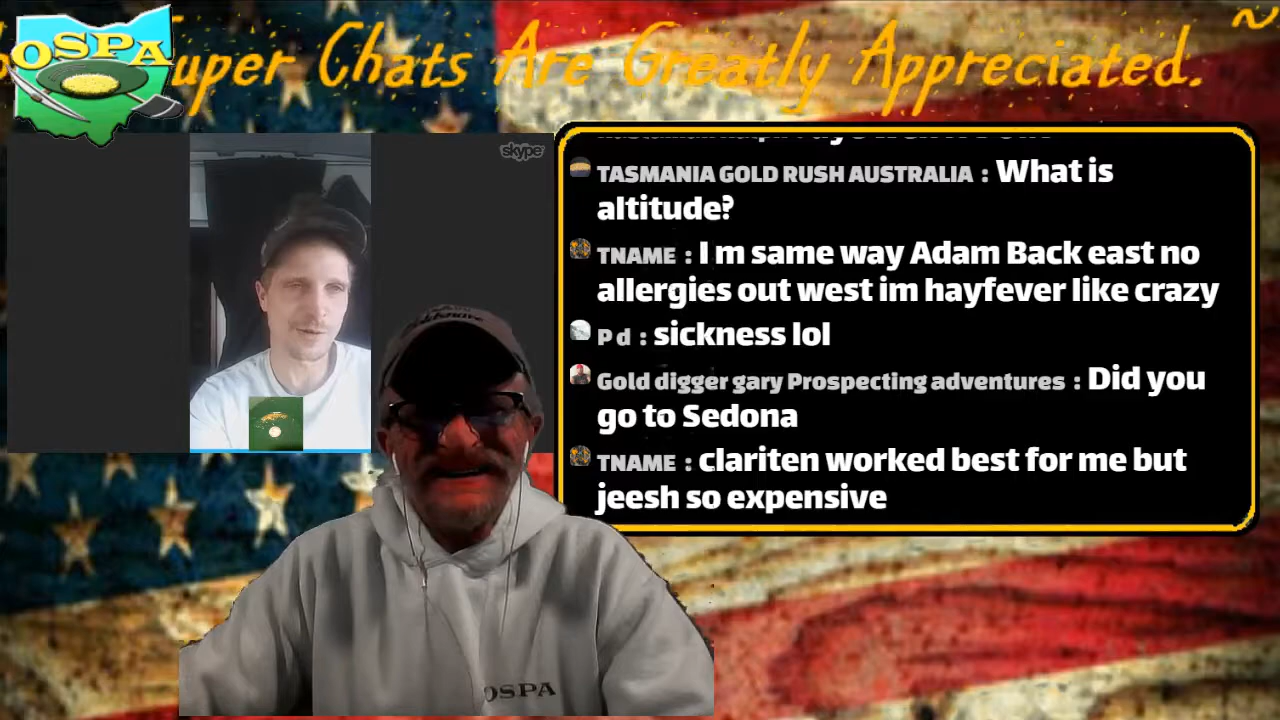 uper Chats Are Greatly Appreciated. ~
OSPA
skype
TASMANIA GOLD RUSH AUSTRALIA : What is
altitude?
TNAME : I m same way Adam Back east no
allergies out west im hayfever like crazy
P d : sickness lol
Gold digger gary Prospecting adventures : Did you
go to Sedona
TNAME : clariten worked best for me but
jeesh so expensive
OSPA